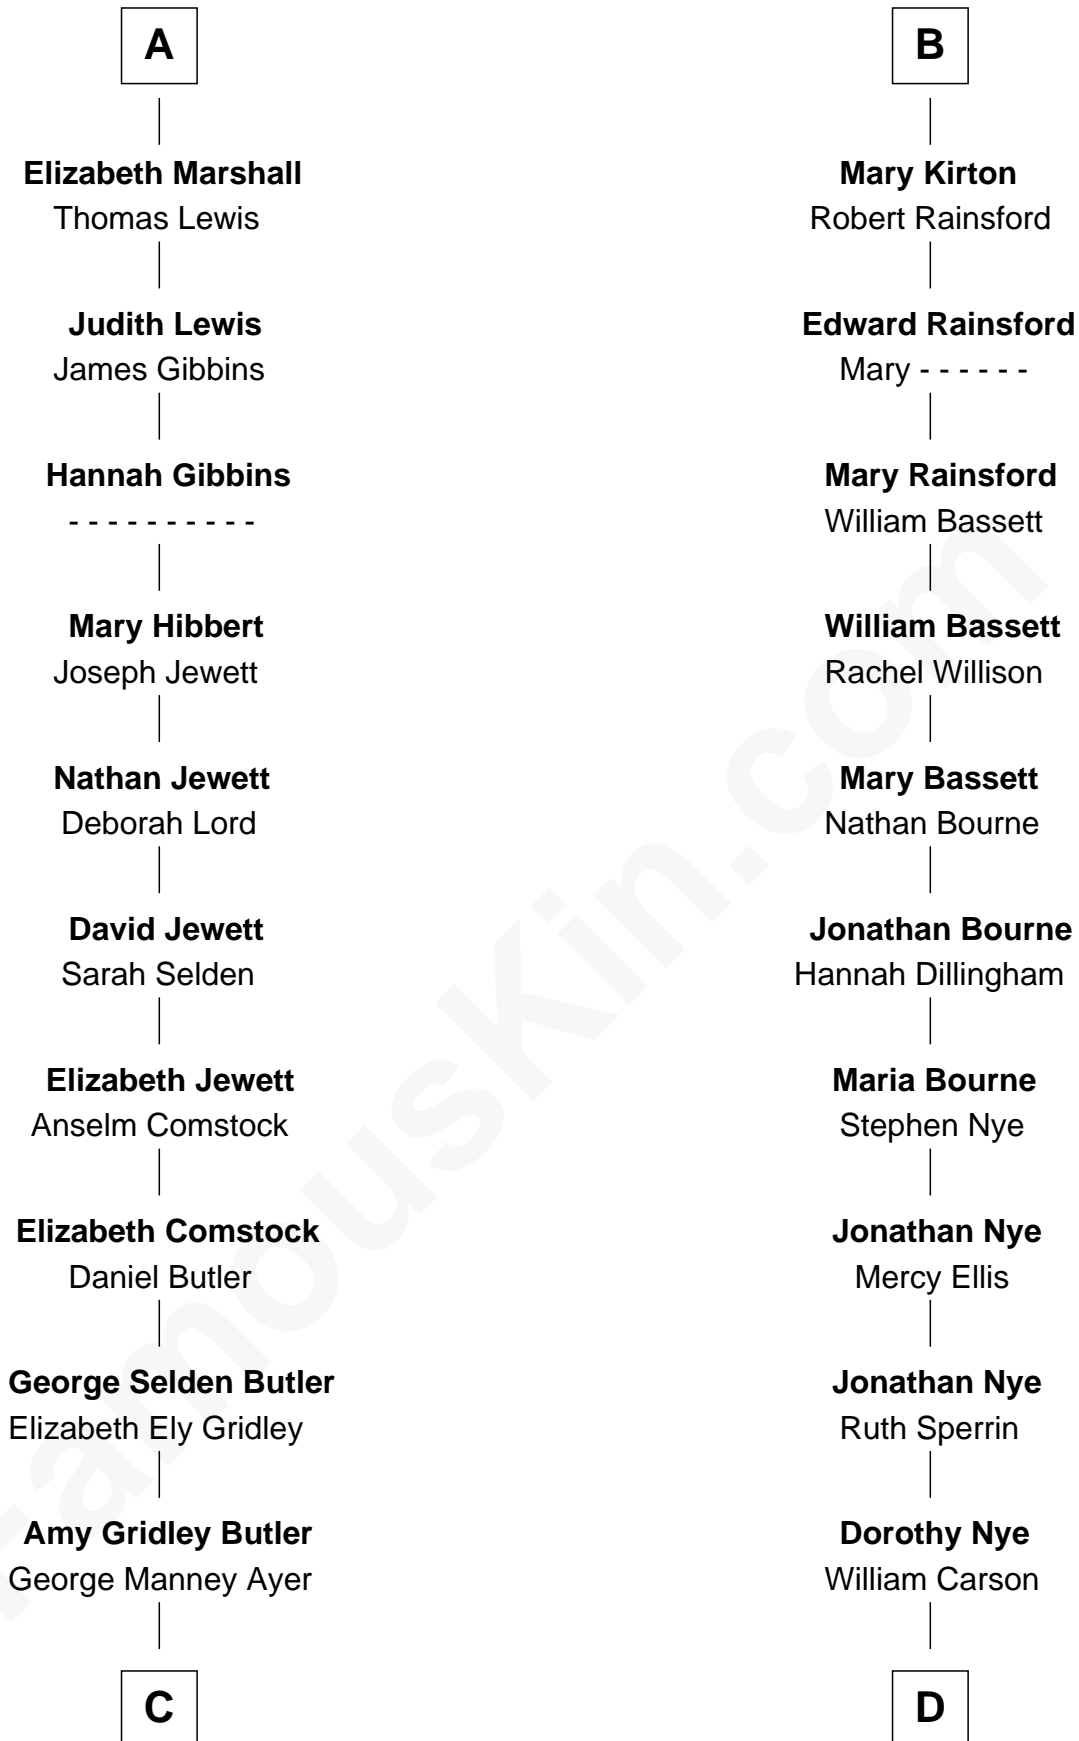 A
Elizabeth Marshall
Thomas Lewis
Judith Lewis
James Gibbins
Hannah Gibbins
- - - - - - - - - -
Mary Hibbert
Joseph Jewett
Nathan Jewett
Deborah Lord
David Jewett
Sarah Selden
Elizabeth Jewett
Anselm Comstock
Elizabeth Comstock
Daniel Butler
George Selden Butler
Elizabeth Ely Gridley
Amy Gridley Butler
George Manney Ayer
C
B
Mary Kirton
Robert Rainsford
Edward Rainsford
Mary - - - - - -
Mary Rainsford
William Bassett
William Bassett
Rachel Willison
Mary Bassett
Nathan Bourne
Jonathan Bourne
Hannah Dillingham
Maria Bourne
Stephen Nye
Jonathan Nye
Mercy Ellis
Jonathan Nye
Ruth Sperrin
Dorothy Nye
William Carson
D
FamousKin.com